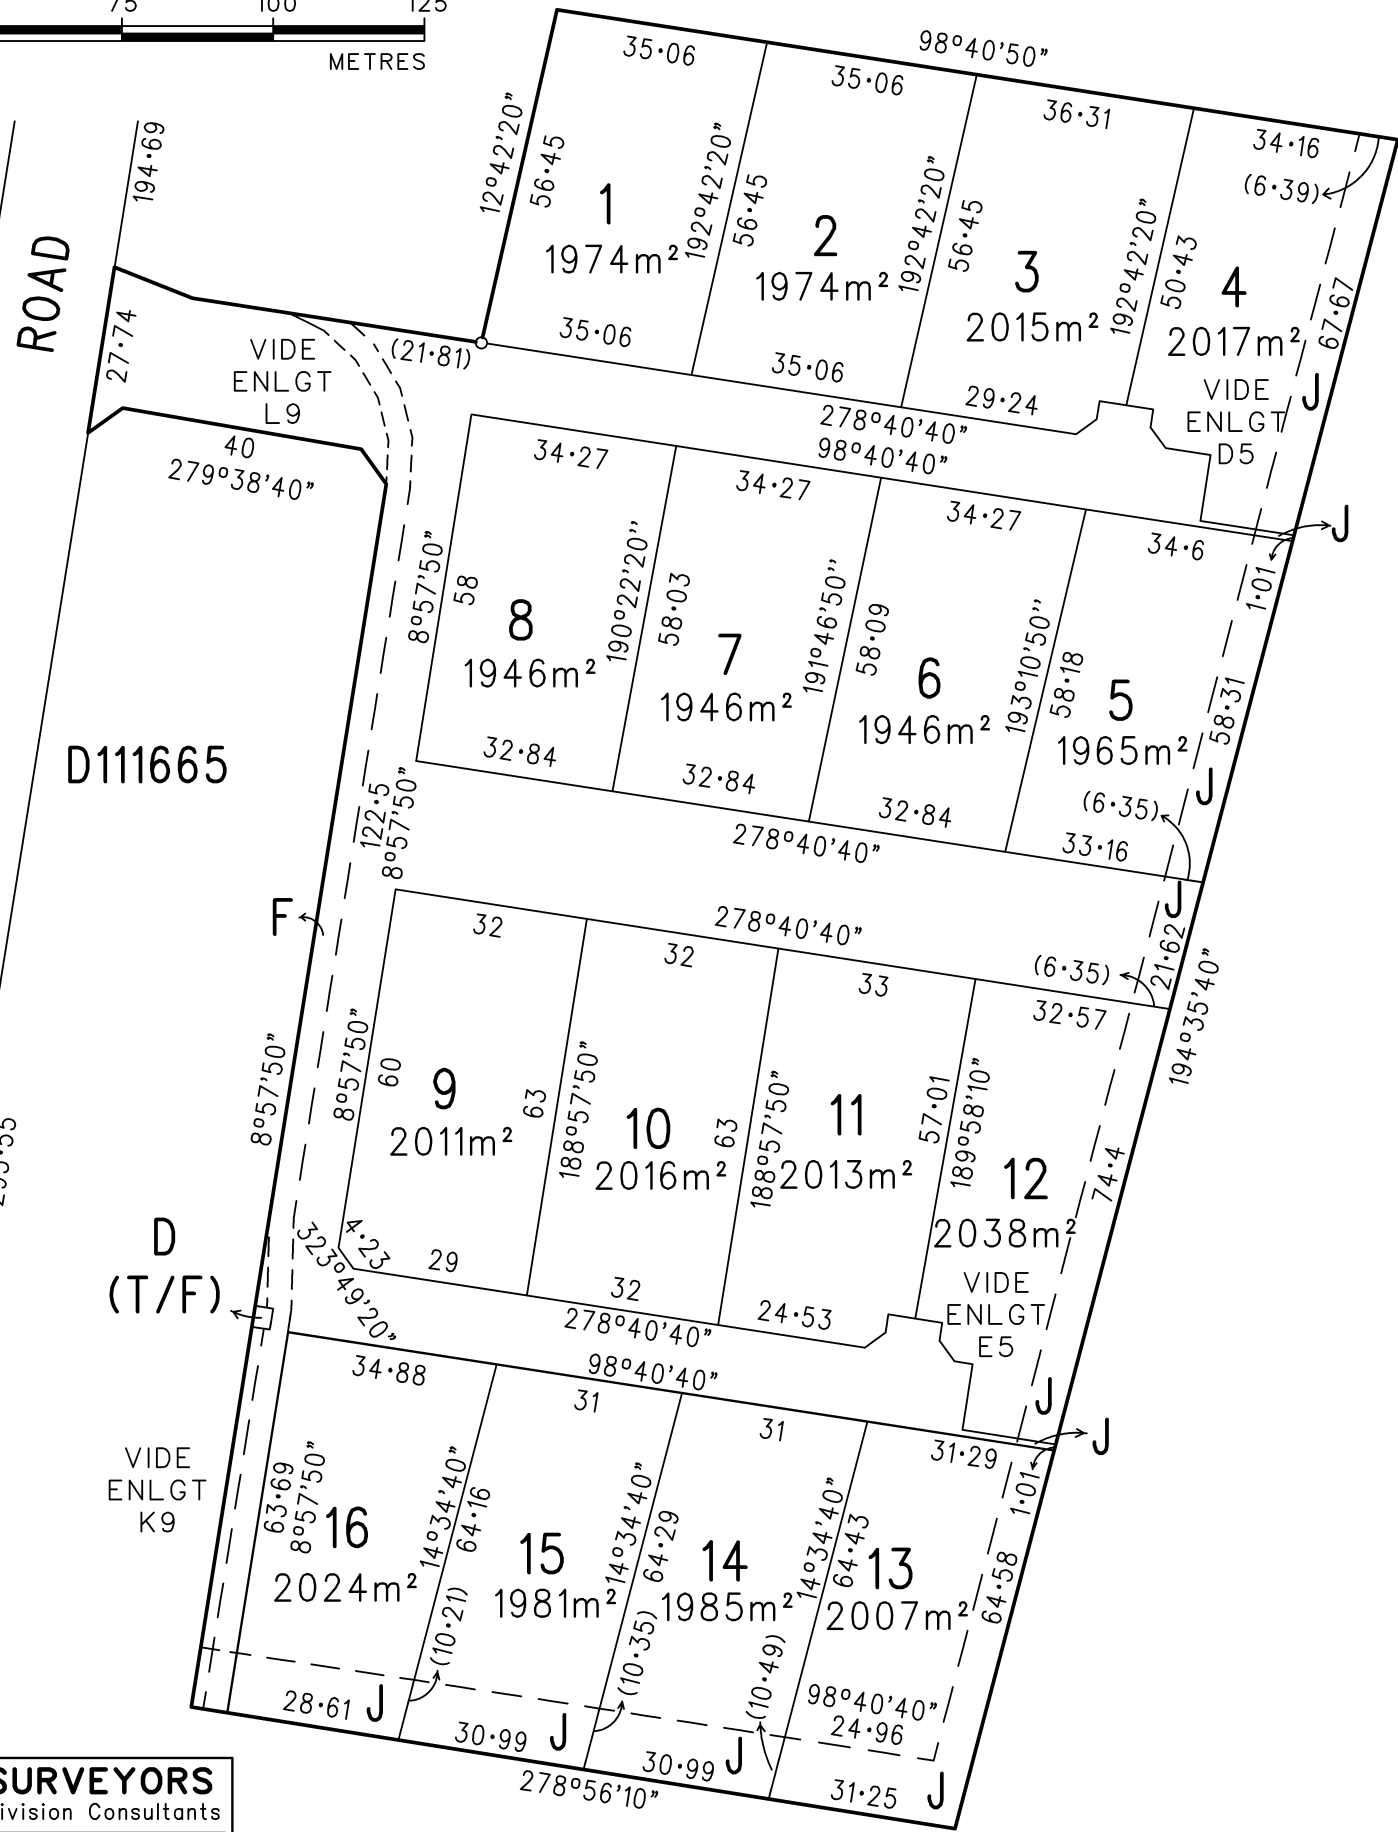 75 100 125
METRES
98°40'50"
35·06
35·06
36·31
34·16
(6·39)
194·69
12°42'20"
56·45
192°42'20"
56·45
192°42'20"
56·45
192°42'20"
50·43
67·67
1
1974m²
2
1974m²
3
2015m²
4
2017m²
ROAD
27·74
VIDE
ENLGT
L9
(21·81)
35·06
35·06
29·24
278°40'40"
98°40'40"
VIDE
ENLGT
D5
J
J
40
279°38'40"
34·27
34·27
34·27
34·6
1·01
8°57'50"
58
190°22'20"
58·03
191°46'50"
58·09
193°10'50"
58·18
58·31
8
1946m²
7
1946m²
6
1946m²
5
1965m²
J
(6·35)
D111665
32·84
32·84
32·84
33·16
278°40'40"
122·5
8°57'50"
F
J
32
32
33
32·57
278°40'40"
(6·35)
21·62
194°35'40"
8°57'50"
8°57'50"
60
63
188°57'50"
63
188°57'50"
57·01
189°58'10"
74·4
9
2011m²
10
2016m²
11
2013m²
12
2038m²
VIDE
ENLGT
E5
D
(T/F)
4·23
323°49'20"
29
32
24·53
278°40'40"
98°40'40"
J
J
34·88
31
31
31·29
1·01
VIDE
ENLGT
K9
63·69
8°57'50"
14°34'40"
64·16
14°34'40"
64·29
14°34'40"
64·43
64·58
16
2024m²
15
1981m²
14
1985m²
13
2007m²
(10·21)
(10·35)
(10·49)
98°40'40"
24·96
28·61 J
30·99 J
30·99 J
31·25 J
278°56'10"
SURVEYORS
ivision Consultants